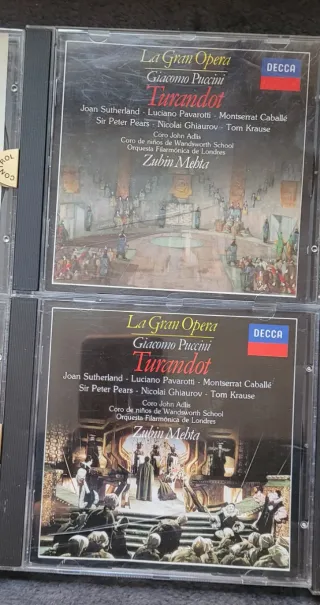 La Gran Opera
DECCA
Giacomo Puccini
Turandot
Joan Sutherland - Luciano Pavarotti - Montserrat Caballé
Sir Peter Pears - Nicolai Ghiaurov - Tom Krause
Coro John Adlis
Coro de niños de Wandsworth School
Orquesta Filarmónica de Londres
Zubin Mehta
La Gran Opera
DECCA
Giacomo Puccini
Turandot
Joan Sutherland - Luciano Pavarotti - Montserrat Caballé
Sir Peter Pears - Nicolai Ghiaurov - Tom Krause
Coro John Adlis
Coro de niños de Wandsworth School
Orquesta Filarmónica de Londres
Zubin Mehta